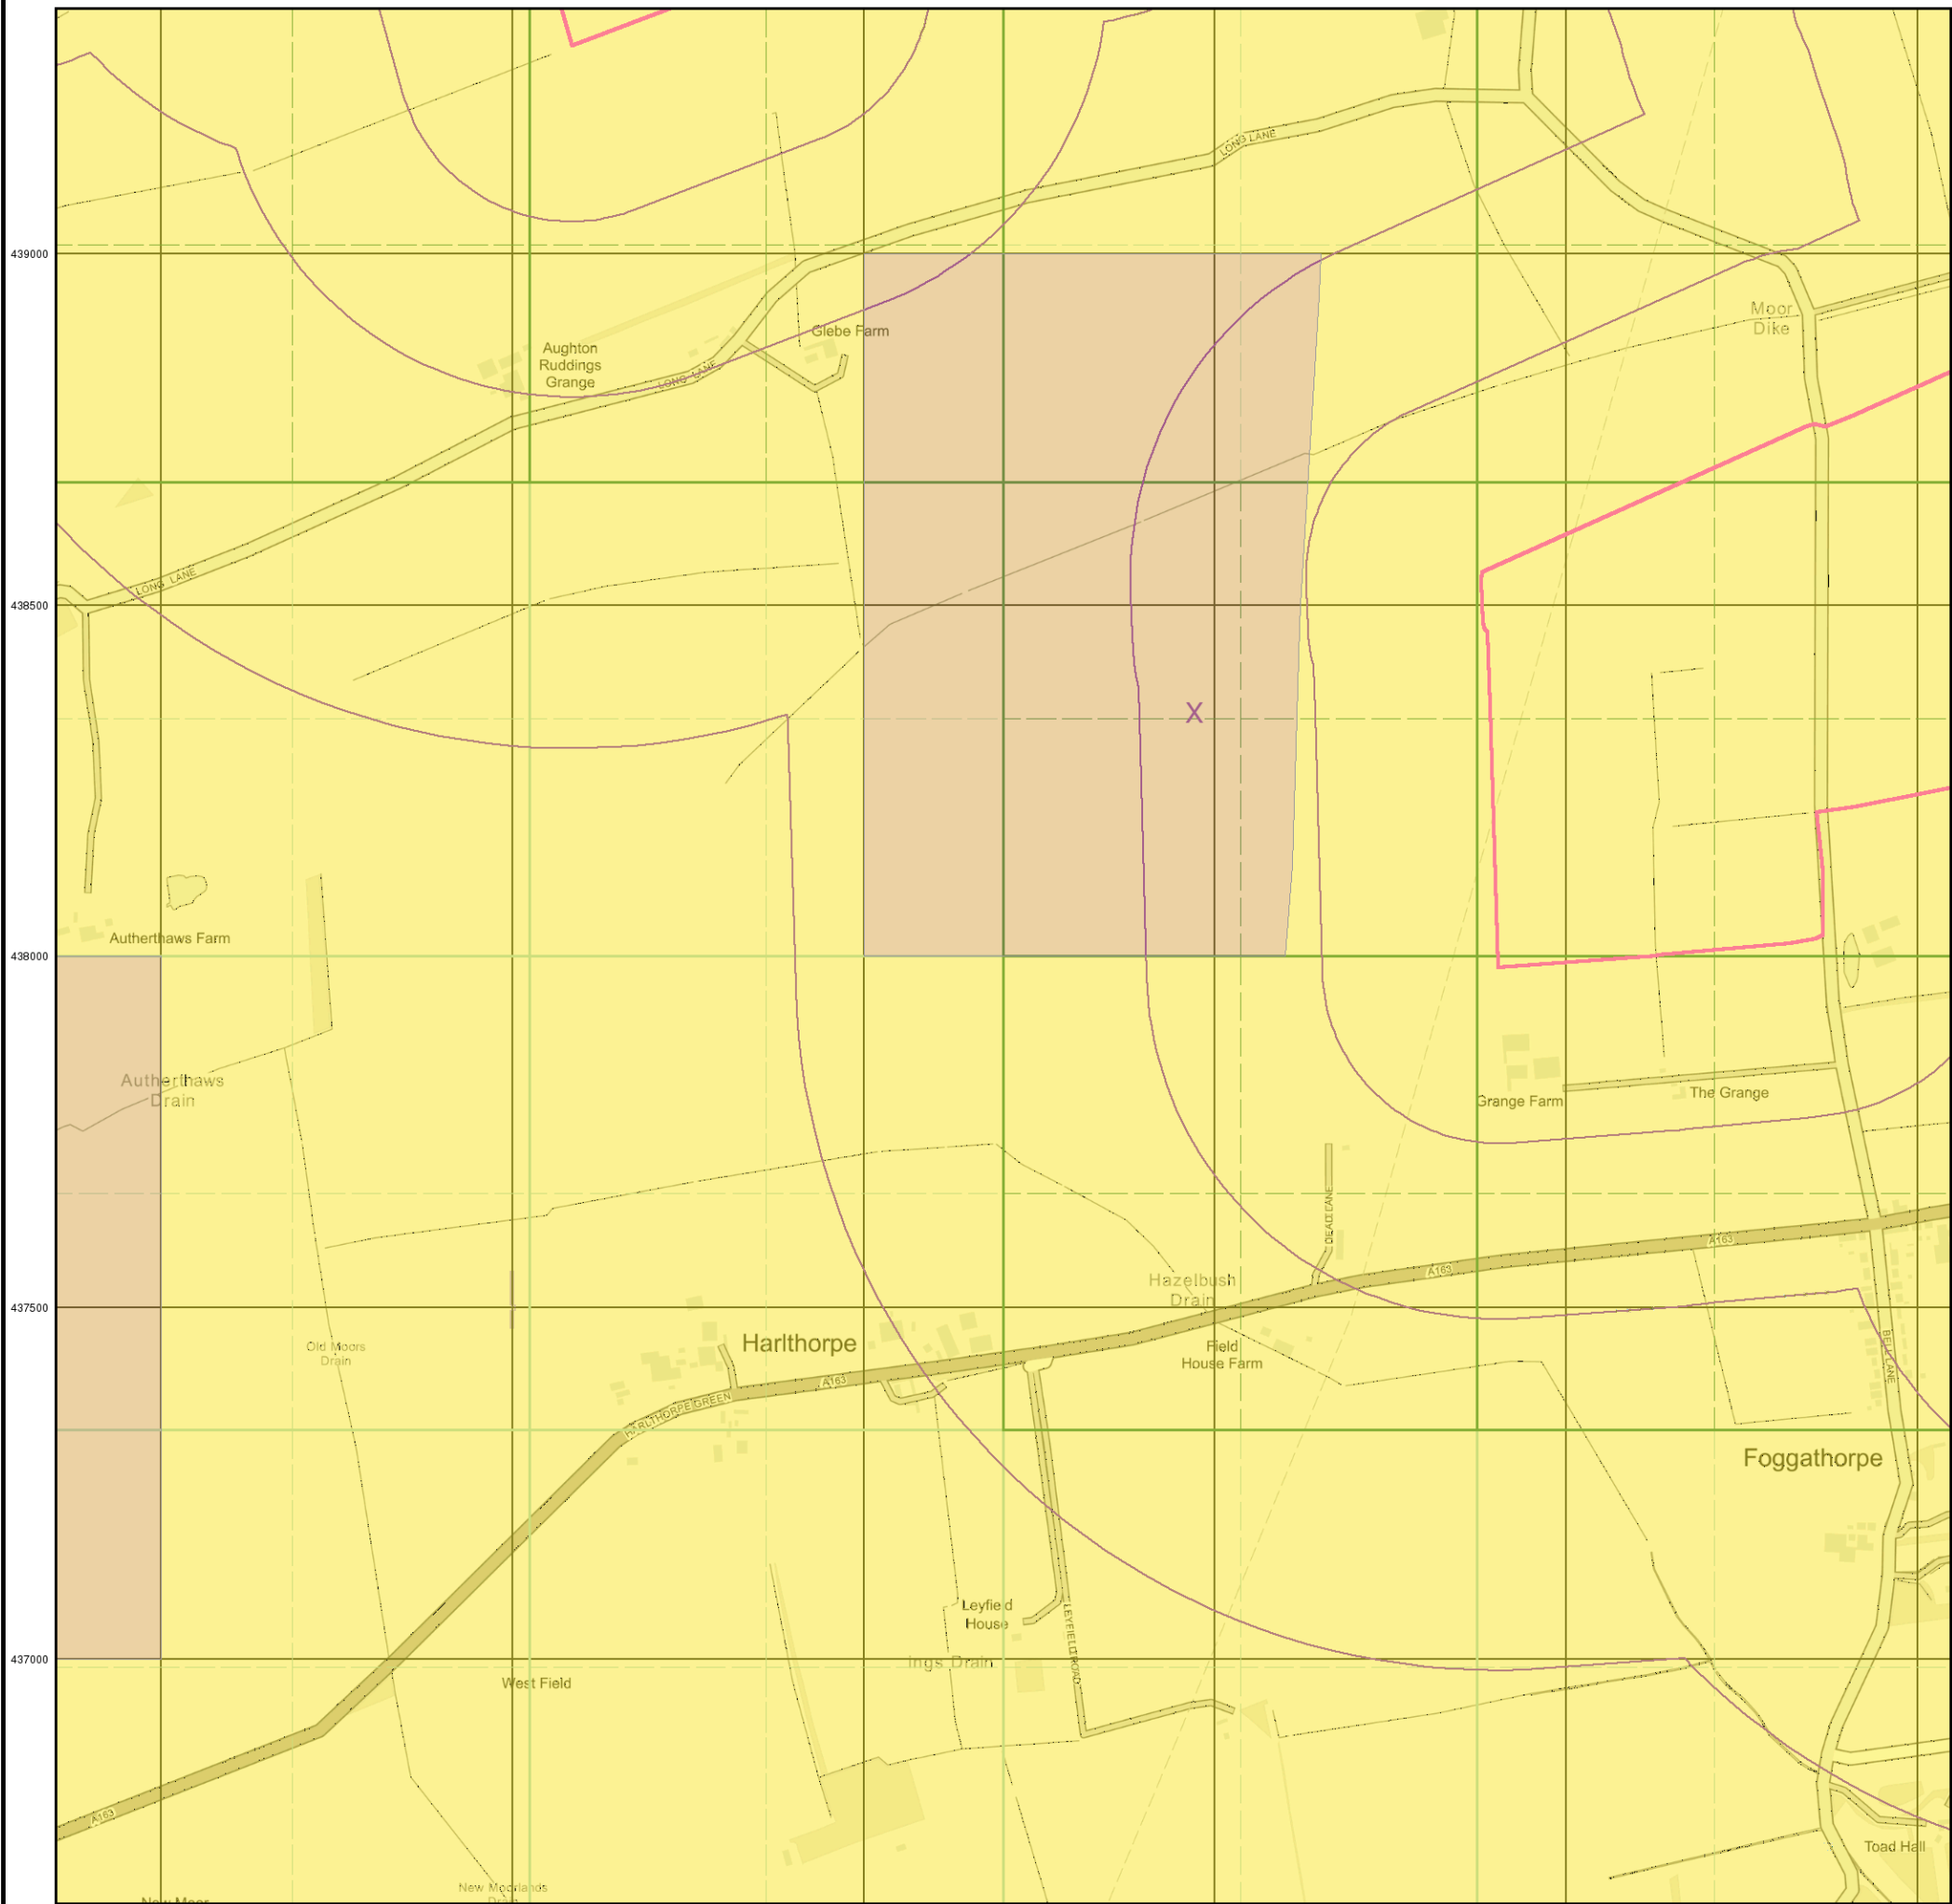 LONG LANE
439000
Moor
Dike
Glebe Farm
Aughton
Ruddings
Grange
LONG LANE
LONG LANE
438500
X
Autherthaws Farm
438000
Autherthaws
Drain
The Grange
Grange Farm
DEAD LANE
A163
A163
Hazelbush
Drain
437500
Harlthorpe
Old Moors
Drain
Field
House Farm
BELL LANE
A163
HARLTHORPE GREEN
Foggathorpe
Leyfield
House
LEYFIELD ROAD
437000
Ings Drain
West Field
A163
Toad Hall
New Moorlands
Drain
New Moor